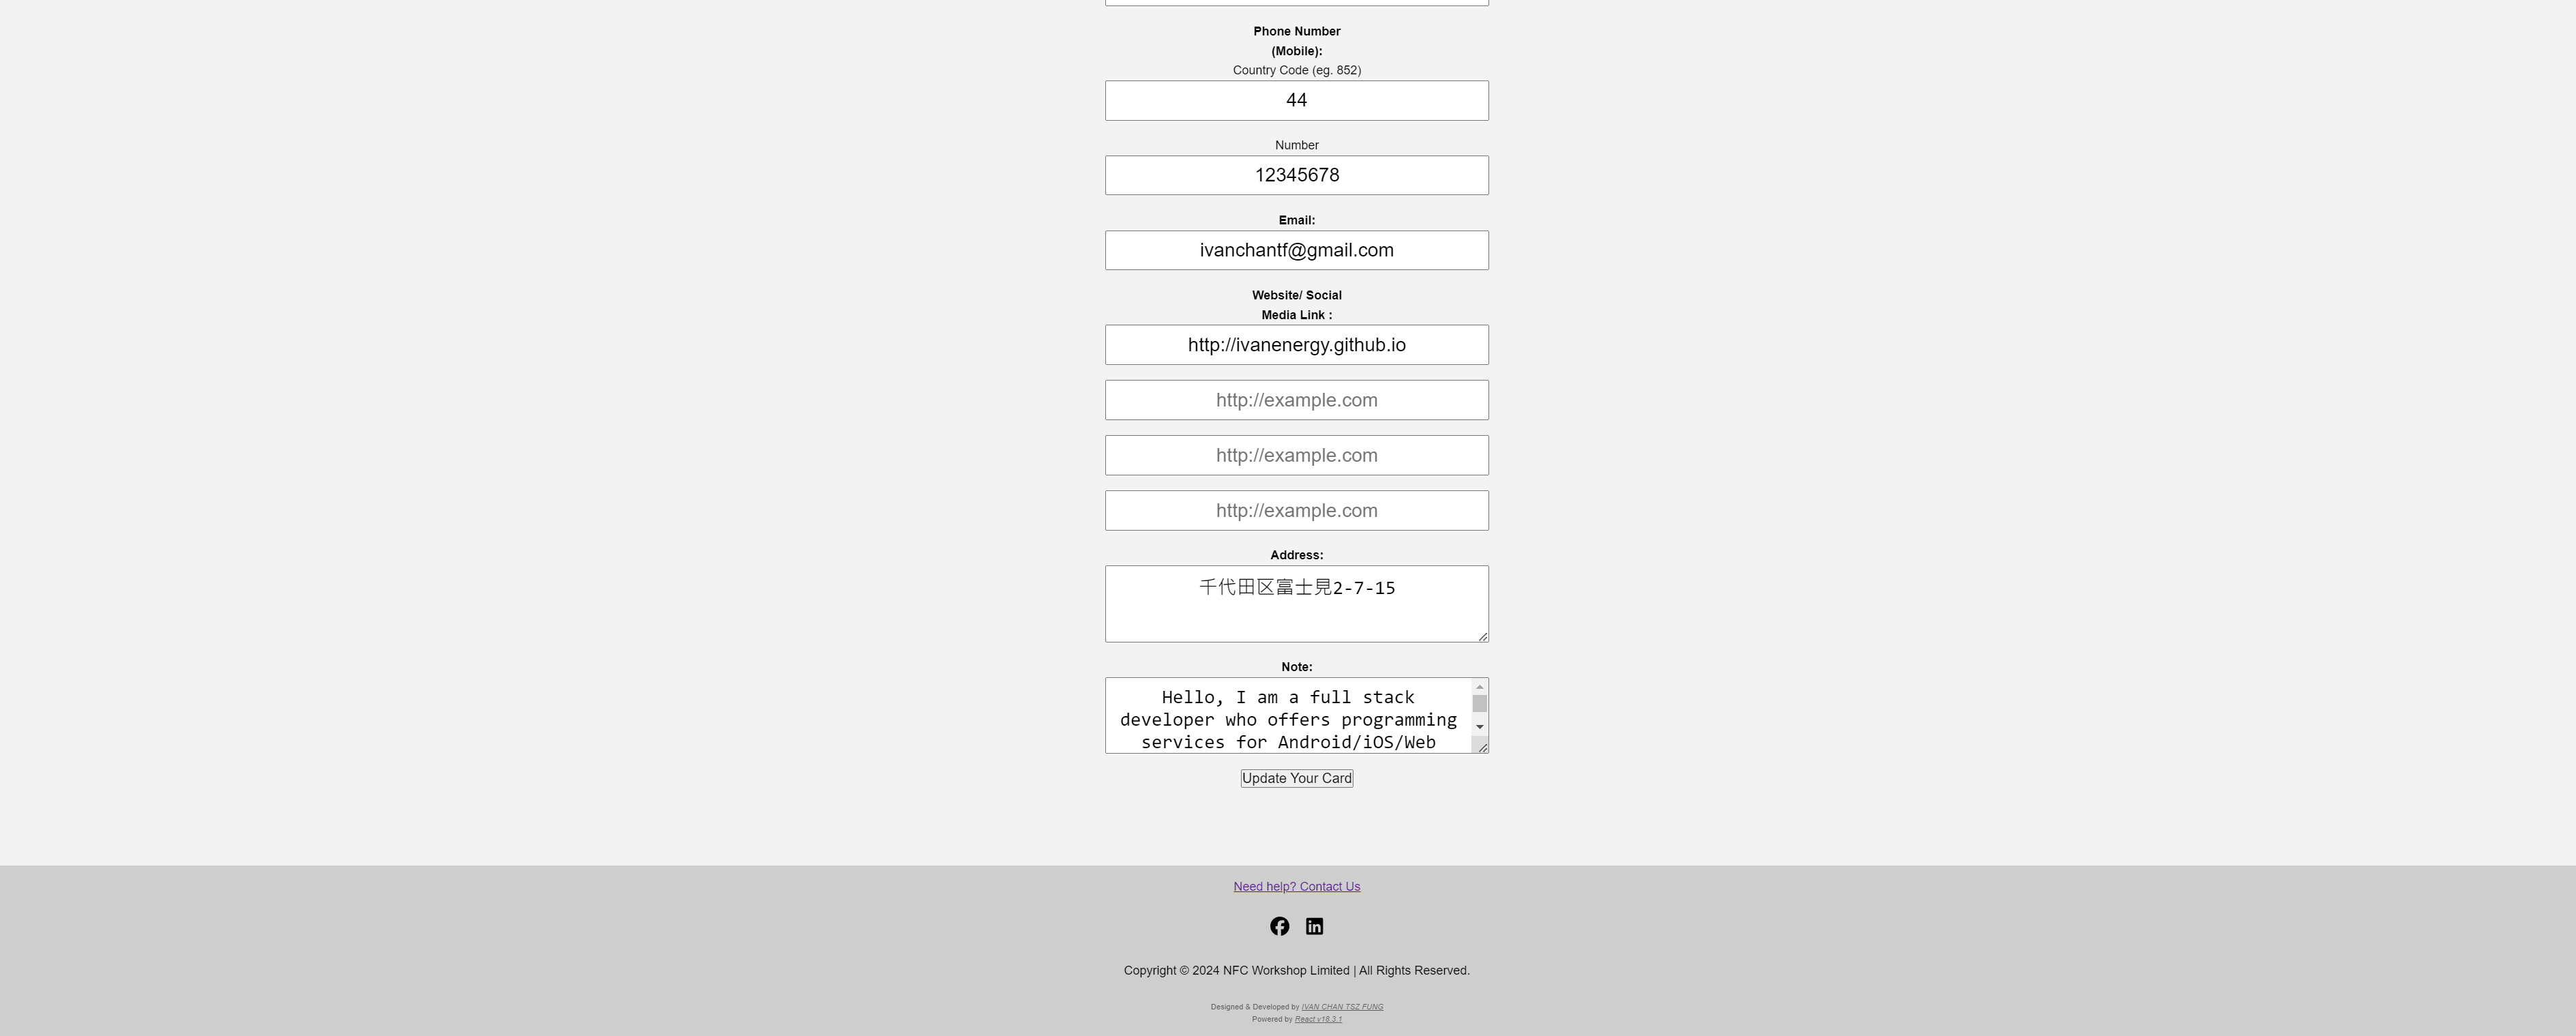 Phone Number
(Mobile):
Country Code (eg. 852)
44
Number
12345678
Email:
ivanchantf@gmail.com
Website/ Social
Media Link :
http://ivanenergy.github.io
http://example.com
http://example.com
http://example.com
Address:
千代田区富士見2-7-15
Note:
Hello, I am a full stack
developer who offers programming
services for Android/iOS/Web
Update Your Card
Need help? Contact Us
Copyright © 2024 NFC Workshop Limited | All Rights Reserved.
Designed & Developed by IVAN CHAN TSZ FUNG
Powered by React v18.3.1